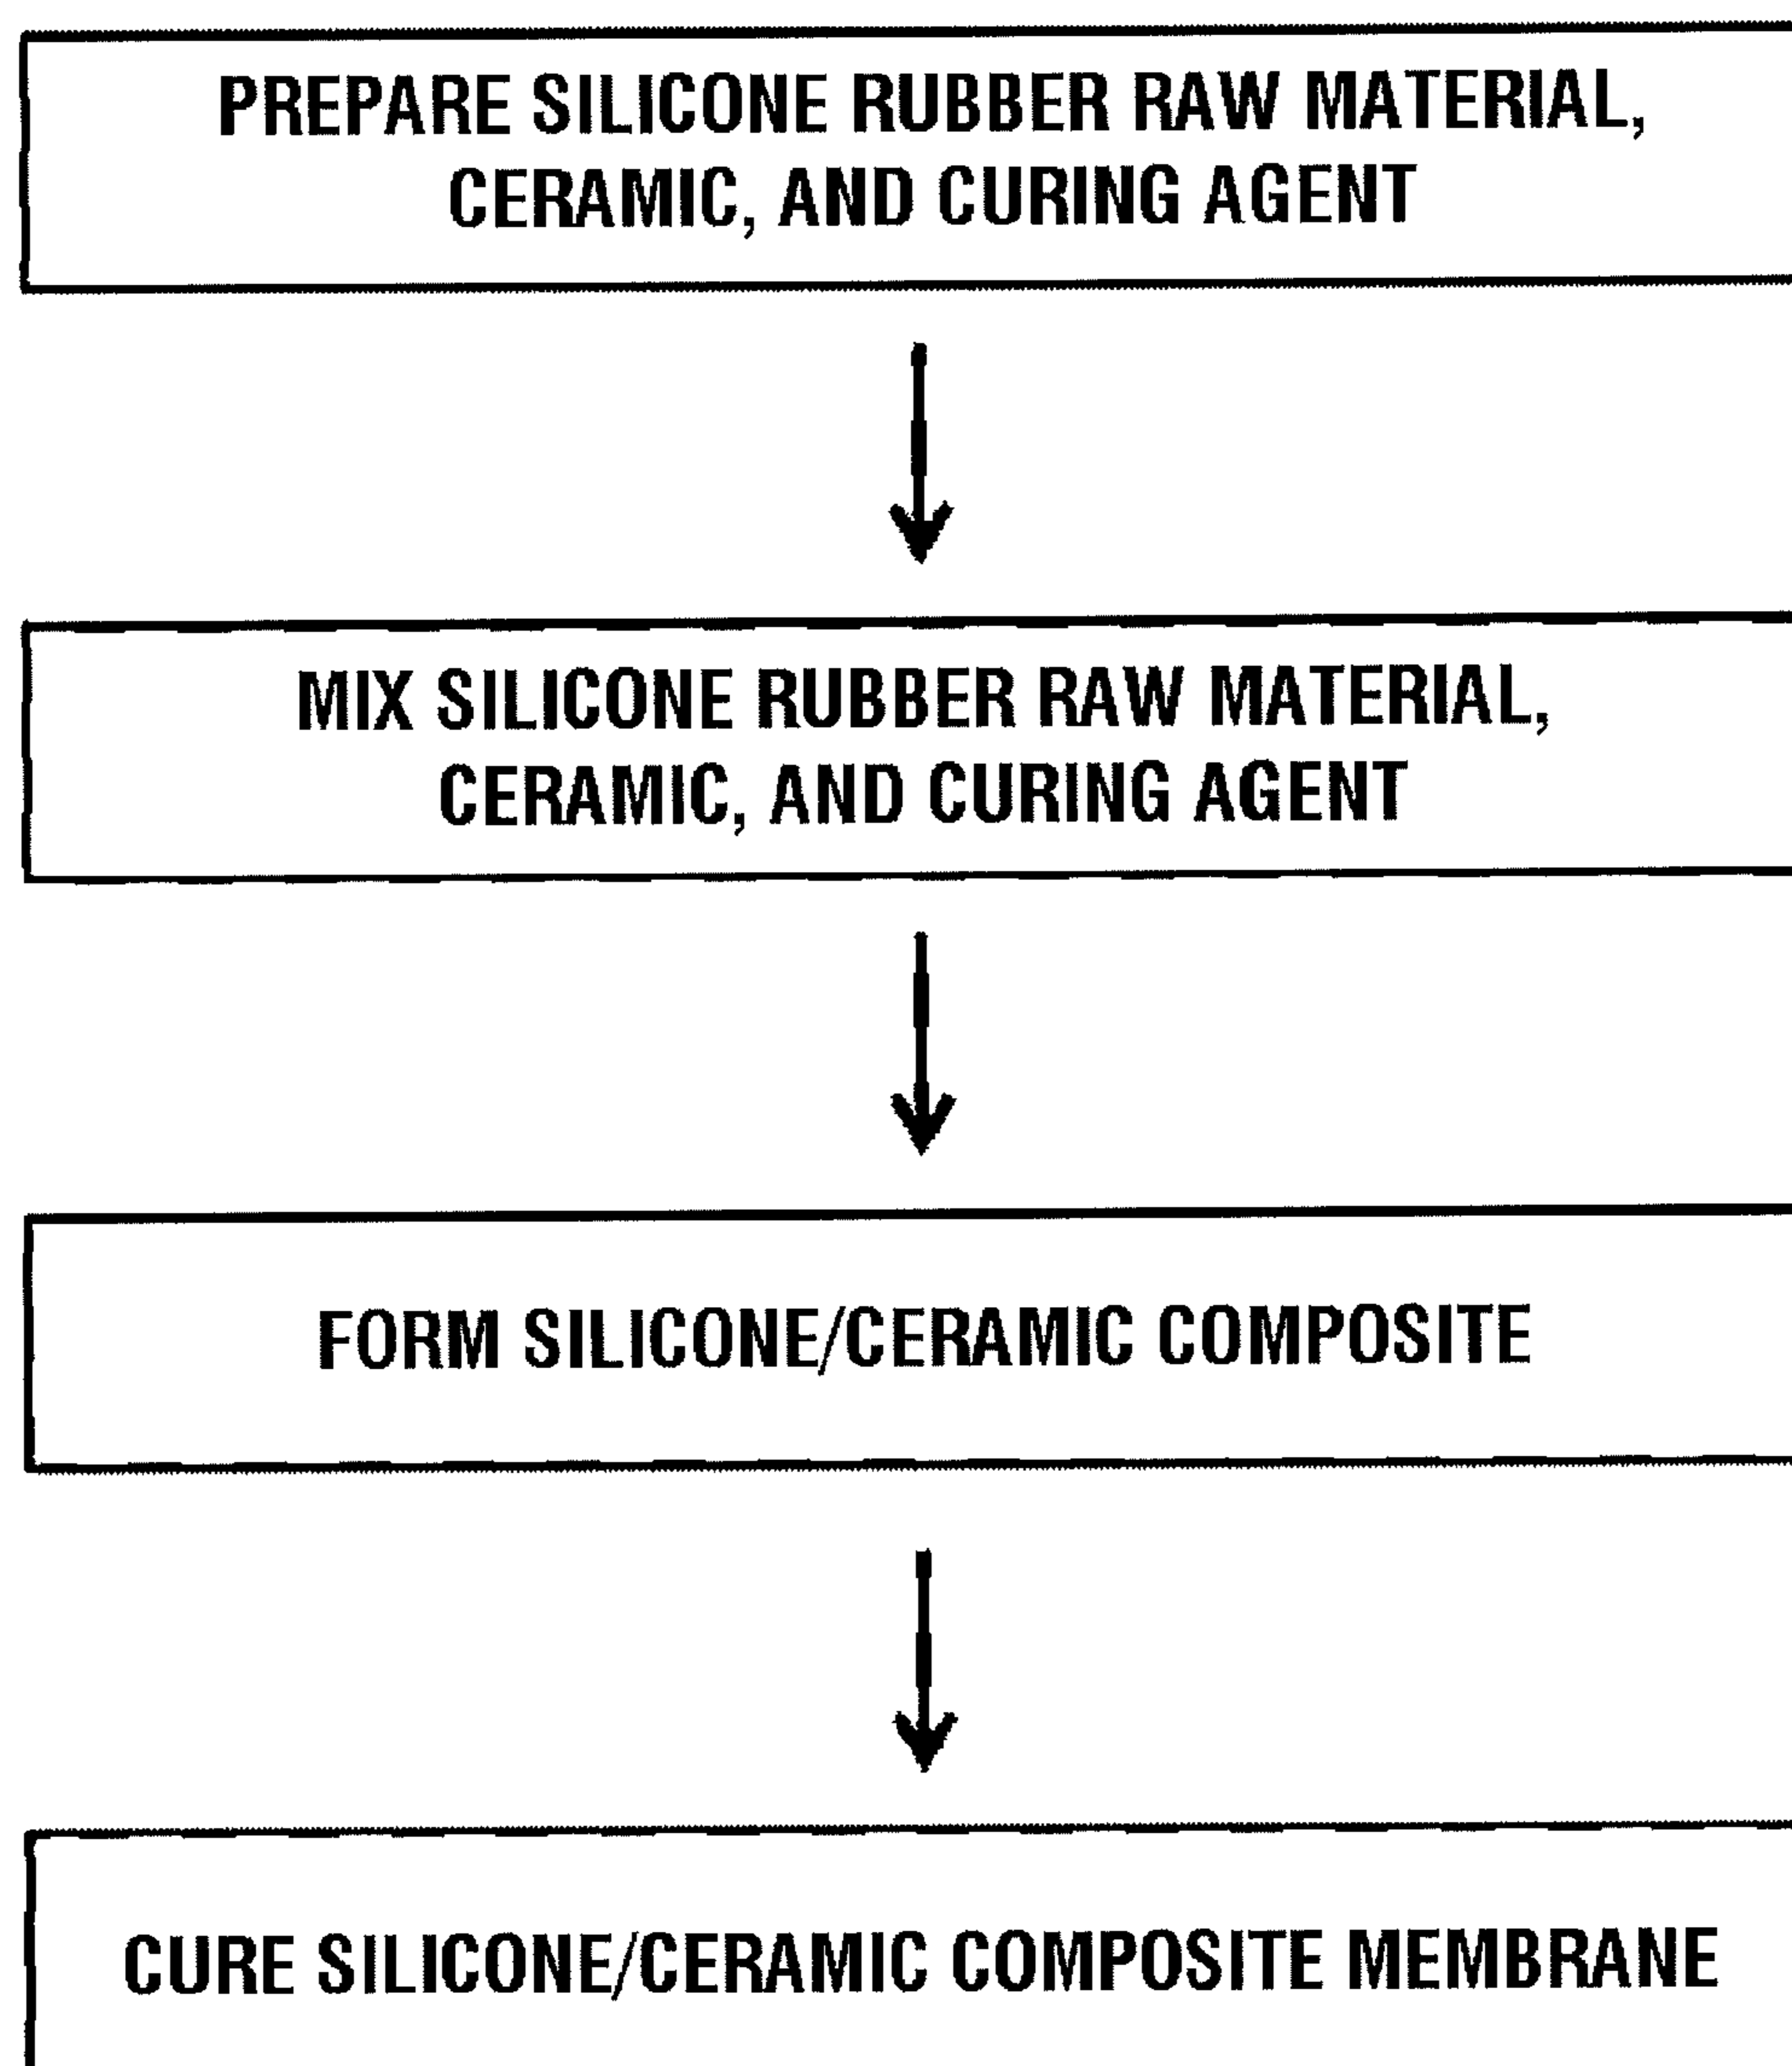 PREPARE SILICONE RUBBER RAW MATERIAL,
CERAMIC, AND CURING AGENT
MIX SILICONE RUBBER RAW MATERIAL,
CERAMIC, AND CURING AGENT
FORM SILICONE/CERAMIC COMPOSITE
CURE SILICONE/CERAMIC COMPOSITE MEMBRANE